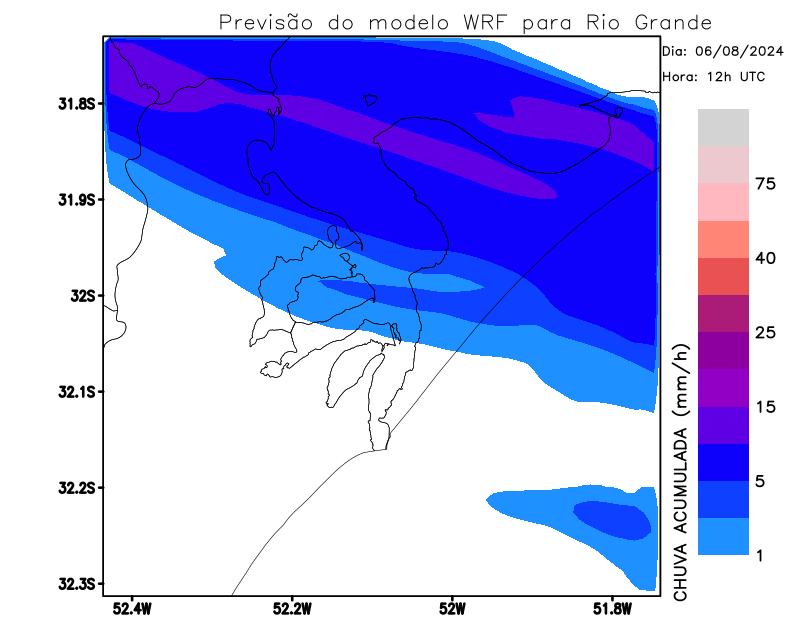 Previsão do modelo WRF para Rio Grande
Dia: 06/08/2024
Hora: 12h UTC
31.8S
31.9S
32S
32.1S
32.2S
32.3S
52.4W 52.2W 52W 51.8W
75
40
25
15
5
1
CHUVA ACUMULADA (mm/h)